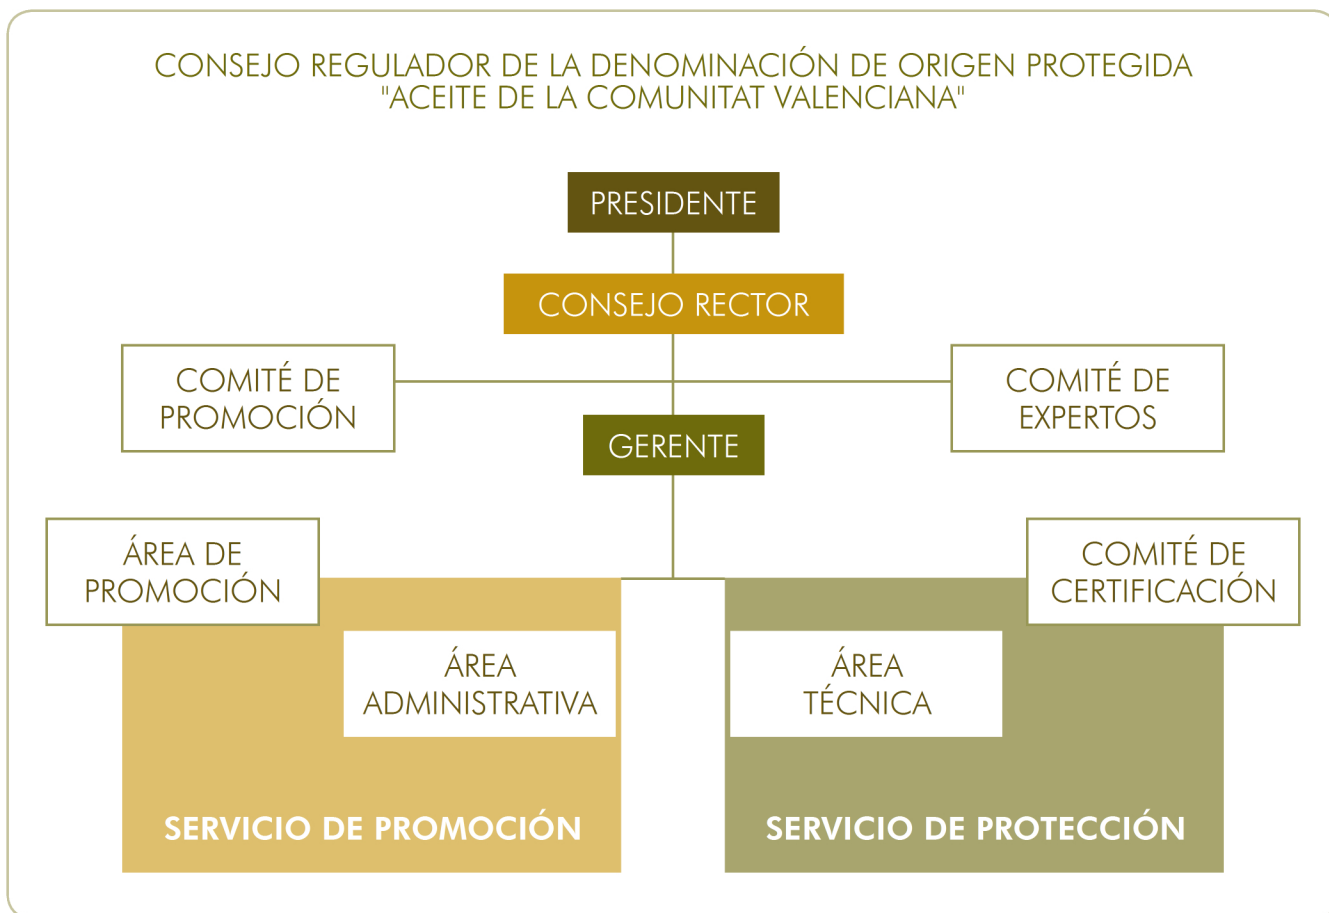 CONSEJO REGULADOR DE LA DENOMINACIÓN DE ORIGEN PROTEGIDA
"ACEITE DE LA COMUNITAT VALENCIANA"
PRESIDENTE
CONSEJO RECTOR
COMITÉ DE
PROMOCIÓN
COMITÉ DE
EXPERTOS
GERENTE
ÁREA DE
PROMOCIÓN
COMITÉ DE
CERTIFICACIÓN
ÁREA
ADMINISTRATIVA
ÁREA
TÉCNICA
SERVICIO DE PROMOCIÓN
SERVICIO DE PROTECCIÓN